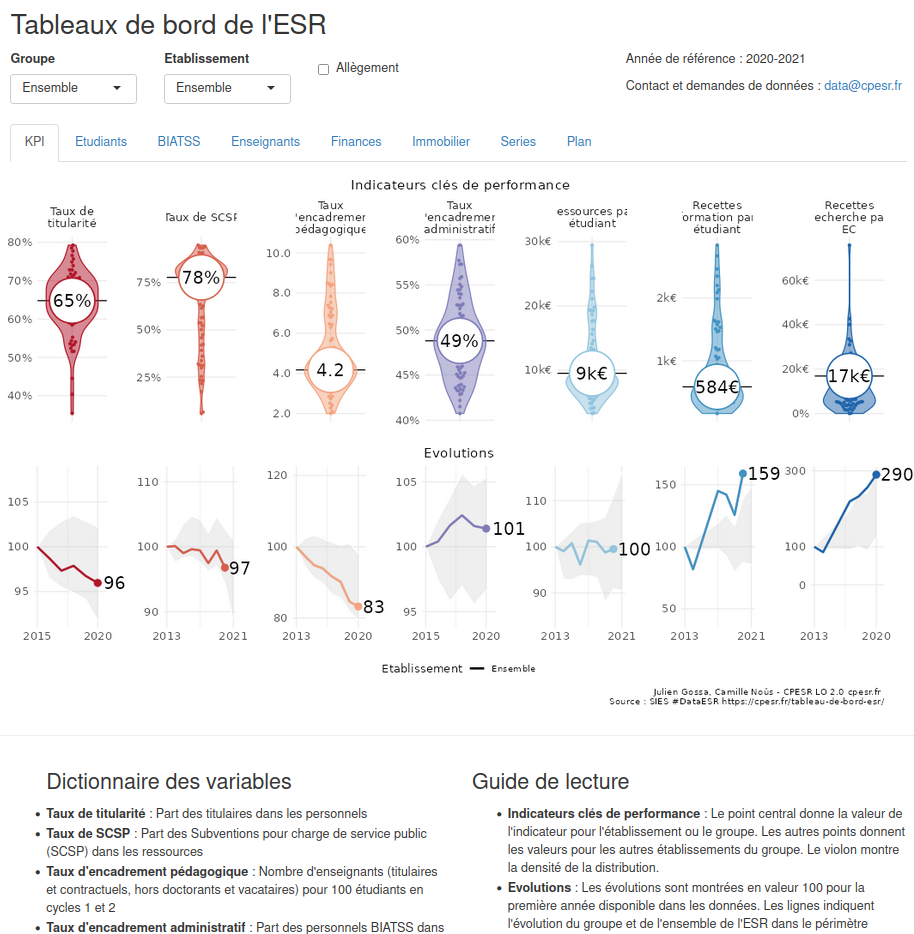 Tableaux de bord de l'ESR
Groupe
Etablissement
Allègement
Année de référence : 2020-2021
Ensemble
Ensemble
Contact et demandes de données : data@cpesr.fr
KPI Etudiants BIATSS Enseignants Finances Immobilier Series Plan
Indicateurs clés de performance
Taux de
titularité
Taux de SCSP
Taux
'encadremer
pédagogique
Taux
'encadremer
administratif
essources pa
étudiant
Recettes
ormation pai
étudiant
Recettes
echerche pa
EC
80%
70%
60%
50%
40%
65%
75%
50%
25%
78%
10.0
8.0
6.0
4.0
2.0
4.2
60%
55%
50%
45%
40%
49%
30k€
20k€
10k€
9k€
2k€
1k€
584€
60k€
40k€
20k€
0%
17k€
Evolutions
105
100
95
96
2015 2020
110
100
90
97
2013 2021
120
100
80
83
2013 2020
105
100
95
101
2015 2020
110
100
90
100
2013 2021
150
100
50
159
2013 2021
300
100
0
290
2013 2020
Etablissement Ensemble
Julien Gossa, Camille Noûs - CPESR LO 2.0 cpesr.fr
Source : SIES #DataESR https://cpesr.fr/tableau-de-bord-esr/
Dictionnaire des variables
Taux de titularité : Part des titulaires dans les personnels
Taux de SCSP : Part des Subventions pour charge de service public
(SCSP) dans les ressources
Taux d'encadrement pédagogique : Nombre d'enseignants (titulaires
et contractuels, hors doctorants et vacataires) pour 100 étudiants en
cycles 1 et 2
Taux d'encadrement administratif : Part des personnels BIATSS dans
Guide de lecture
Indicateurs clés de performance : Le point central donne la valeur de
l'indicateur pour l'établissement ou le groupe. Les autres points donnent
les valeurs pour les autres établissements du groupe. Le violon montre
la densité de la distribution.
Evolutions : Les évolutions sont montrées en valeur 100 pour la
première année disponible dans les données. Les lignes indiquent
l'évolution du groupe et de l'ensemble de l'ESR dans le périmètre